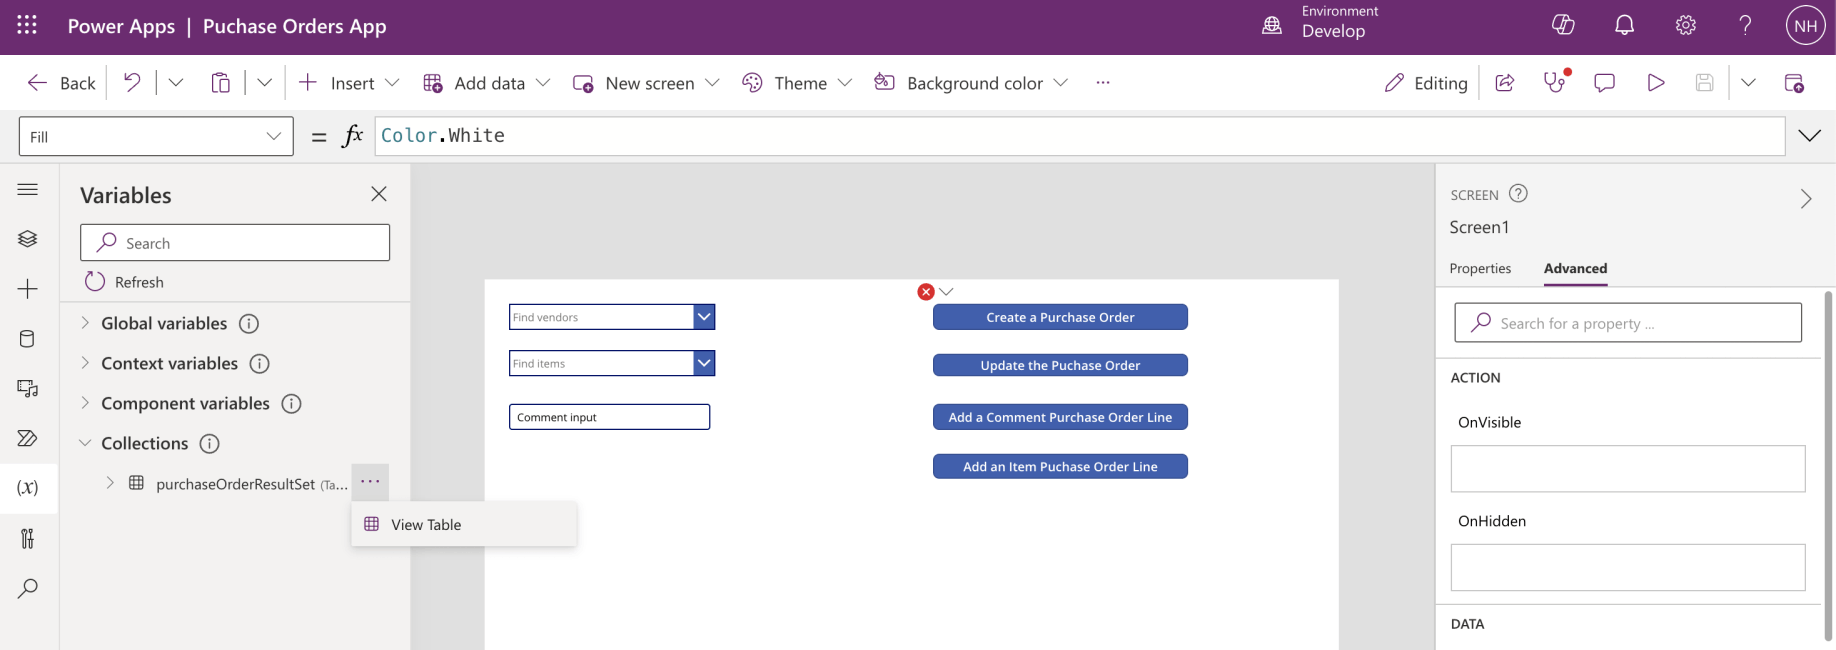 Power Apps | Puchase Orders App
Environment
Develop
NH
Back
Insert
Add data
New screen
Theme
Background color
...
Editing
Fill
= fx
Color.White
Variables
Search
Refresh
Global variables
Context variables
Component variables
Collections
purchaseOrderResultSet (Ta...
...
View Table
(x)
Find vendors
Find items
Comment input
Create a Purchase Order
Update the Puchase Order
Add a Comment Purchase Order Line
Add an Item Puchase Order Line
SCREEN
Screen1
Properties
Advanced
Search for a property ...
ACTION
OnVisible
OnHidden
DATA